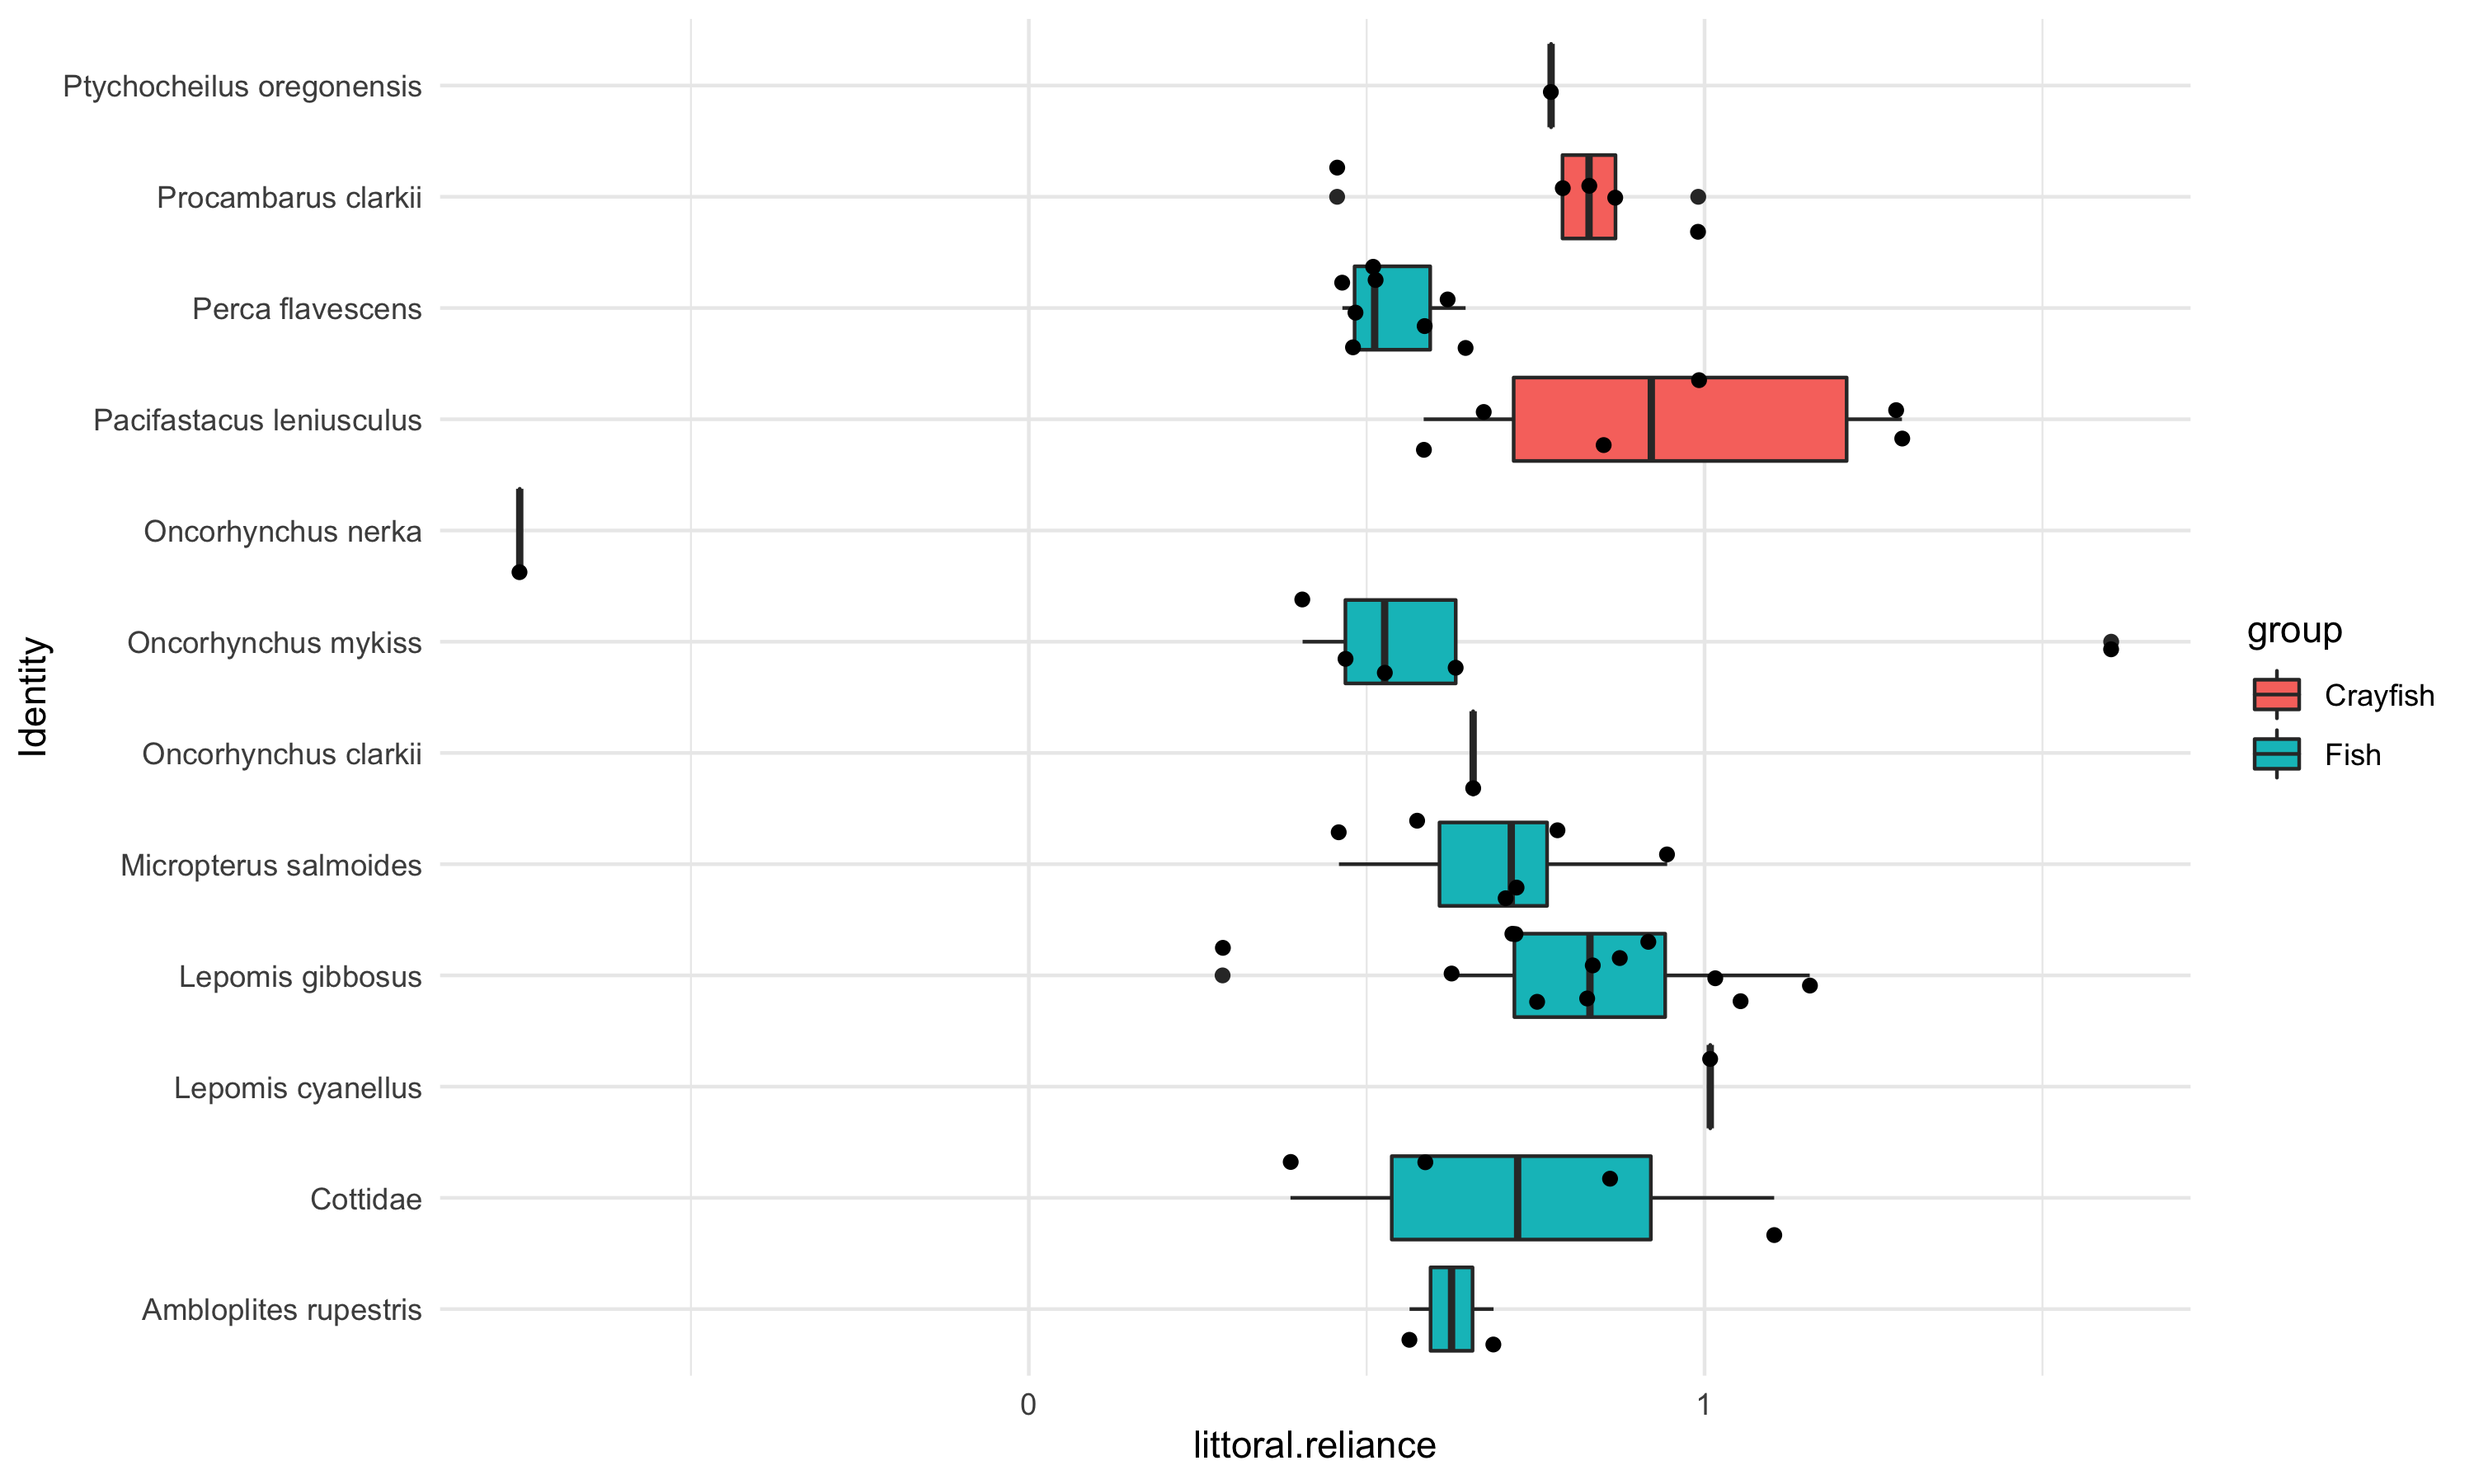 Ptychocheilus oregonensis
Procambarus clarkii
Perca flavescens
Pacifastacus leniusculus
Oncorhynchus nerka
Oncorhynchus mykiss
Oncorhynchus clarkii
Micropterus salmoides
Lepomis gibbosus
Lepomis cyanellus
Cottidae
Ambloplites rupestris
Identity
0
1
littoral.reliance
group
Crayfish
Fish